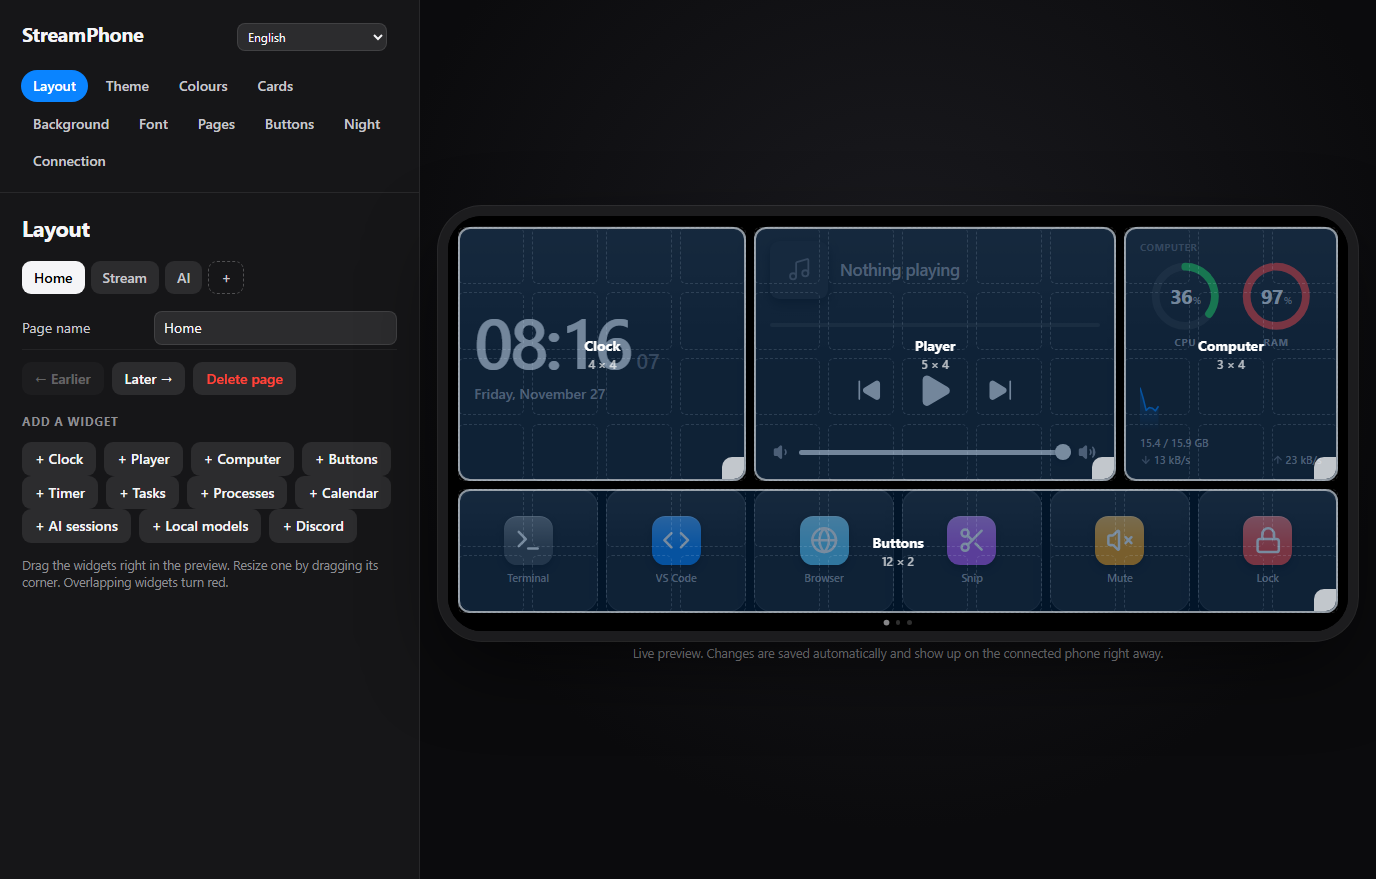 StreamPhone
English
Layout Theme Colours Cards
Background Font Pages Buttons Night
Connection
Layout
Home Stream AI +
Page name Home
← Earlier Later → Delete page
ADD A WIDGET
+ Clock + Player + Computer + Buttons
+ Timer + Tasks + Processes + Calendar
+ AI sessions + Local models + Discord
Drag the widgets right in the preview. Resize one by dragging its
corner. Overlapping widgets turn red.
08:16 07
Clock
4 × 4
Friday, November 27
Nothing playing
Player
5 × 4
COMPUTER
36% 97%
CPU RAM
Computer
3 × 4
15.4 / 15.9 GB
↓ 13 kB/s ↑ 23 kB/s
Buttons
12 × 2
Terminal VS Code Browser Snip Mute Lock
Live preview. Changes are saved automatically and show up on the connected phone right away.